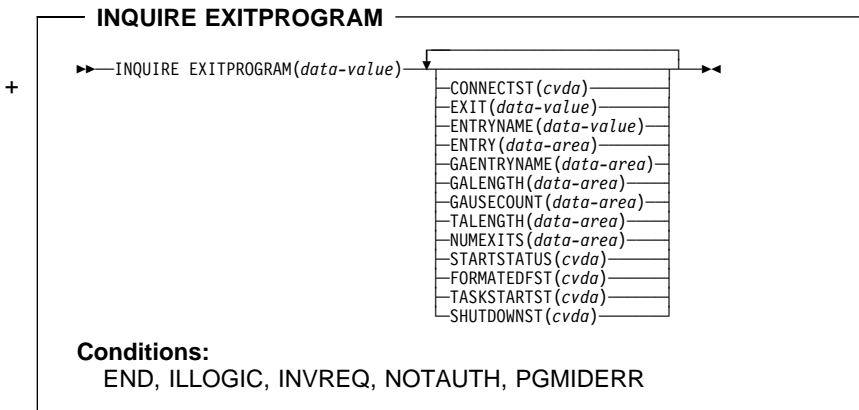 INQUIRE EXITPROGRAM
INQUIRE EXITPROGRAM(data-value)
+
CONNECTST(cvda)
EXIT(data-value)
ENTRYNAME(data-value)
ENTRY(data-area)
GAENTRYNAME(data-area)
GALENGTH(data-area)
GAUSECOUNT(data-area)
TALENGTH(data-area)
NUMEXITS(data-area)
STARTSTATUS(cvda)
FORMATEDFST(cvda)
TASKSTARTST(cvda)
SHUTDOWNST(cvda)
Conditions:
END, ILLOGIC, INVREQ, NOTAUTH, PGMIDERR